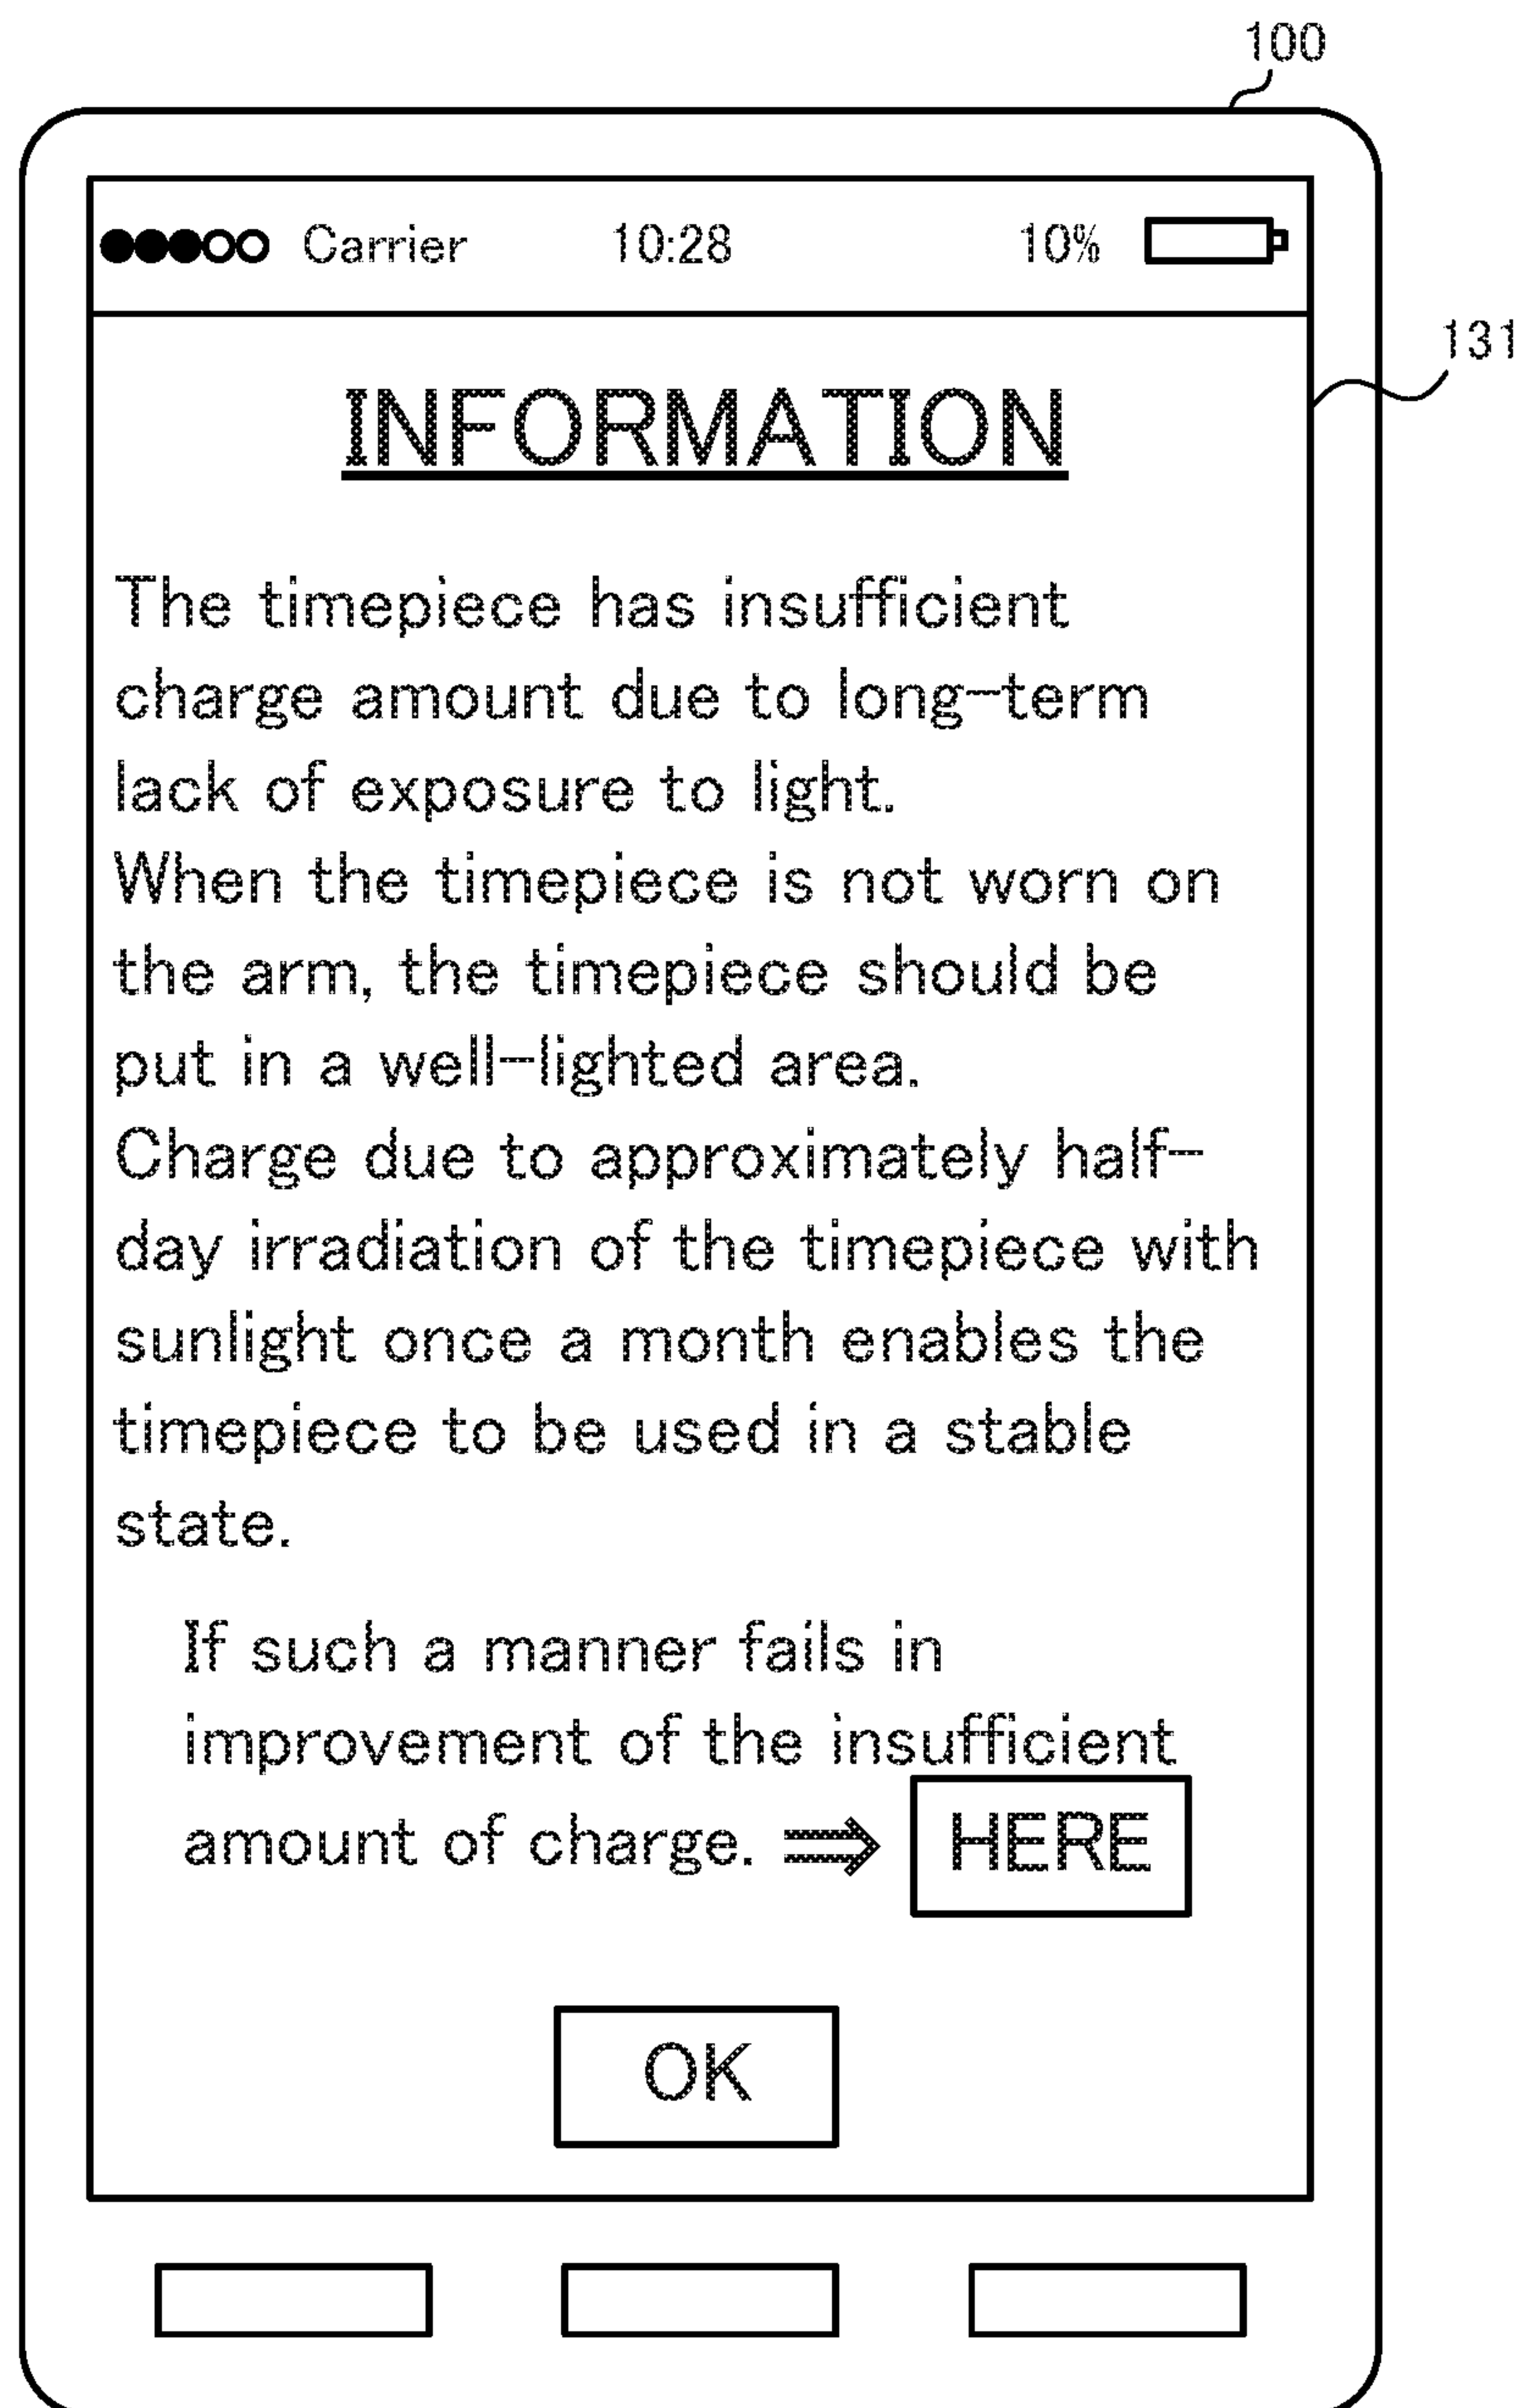 100
Carrier 10:28 10%
131
INFORMATION
The timepiece has insufficient
charge amount due to long-term
lack of exposure to light.
When the timepiece is not worn on
the arm, the timepiece should be
put in a well-lighted area.
Charge due to approximately half-
day irradiation of the timepiece with
sunlight once a month enables the
timepiece to be used in a stable
state.
If such a manner fails in
improvement of the insufficient
amount of charge. ⇒ HERE
OK